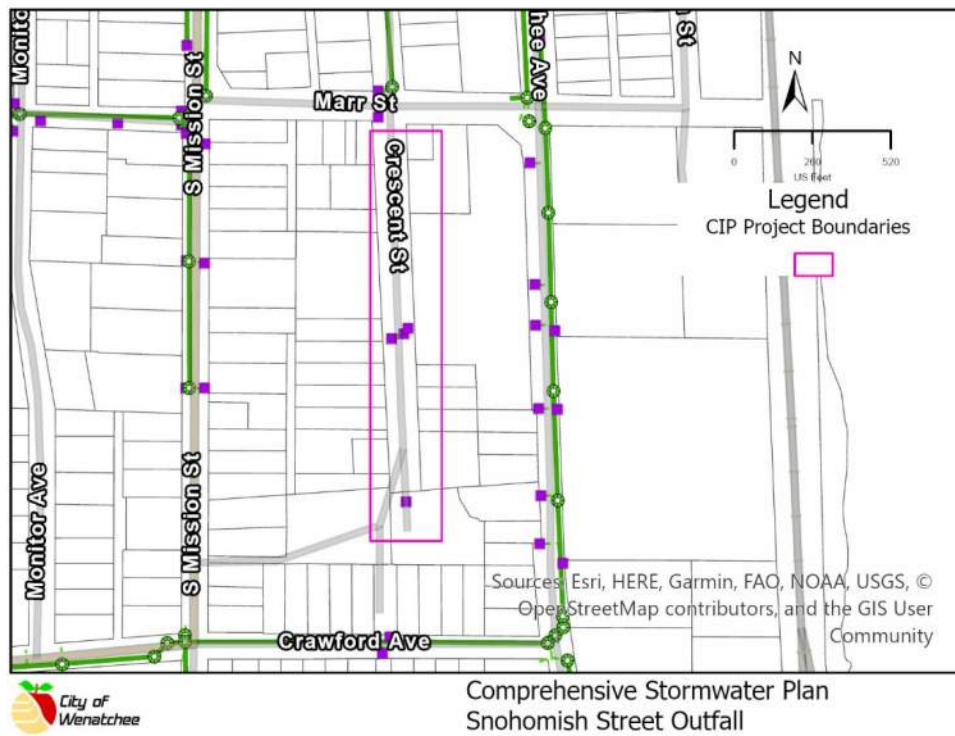 Monito
S Mission St
Marr St
hee Ave
St
N
0 260 520
US Feet
Legend
CIP Project Boundaries
Crescent St
Monitor Ave
S Mission St
Crawford Ave
Sources: Esri, HERE, Garmin, FAO, NOAA, USGS, ©
OpenStreetMap contributors, and the GIS User
Community
City of
Wenatchee
Comprehensive Stormwater Plan
Snohomish Street Outfall